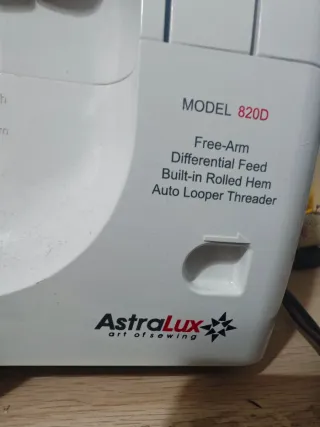 MODEL 820D
Free-Arm
Differential Feed
Built-in Rolled Hem
Auto Looper Threader
AstraLux
art of sewing